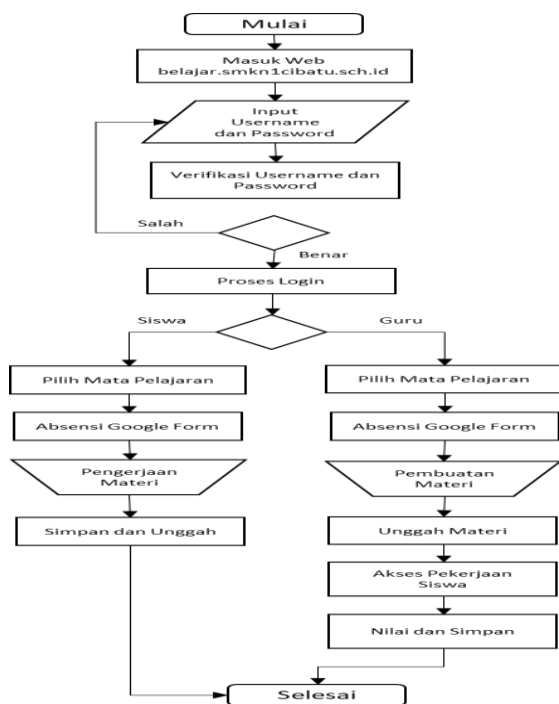 Mulai
Masuk Web
belajar.smkn1cibatu.sch.id
Input
Username
dan Password
Verifikasi Username dan
Password
Salah
Benar
Proses Login
Siswa
Guru
Pilih Mata Pelajaran
Absensi Google Form
Pengerjaan
Materi
Simpan dan Unggah
Pilih Mata Pelajaran
Absensi Google Form
Pembuatan
Materi
Unggah Materi
Akses Pekerjaan
Siswa
Nilai dan Simpan
Selesai